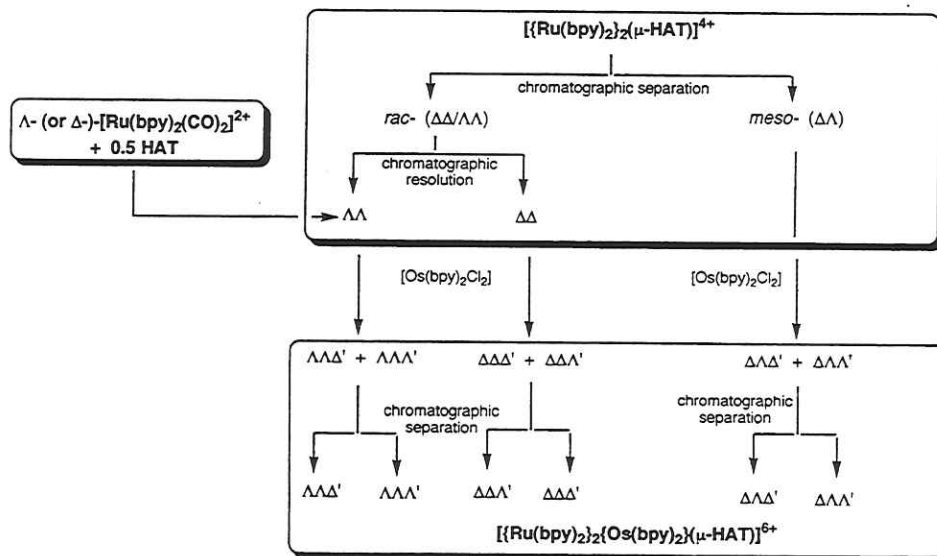 [{Ru(bpy)₂}₂(μ-HAT)]⁴⁺
chromatographic separation
Λ- (or Δ-)-[Ru(bpy)₂(CO)₂]²⁺
+ 0.5 HAT
rac- (ΔΔ/ΛΛ)
meso- (ΔΛ)
chromatographic
resolution
ΛΛ
ΔΔ
[Os(bpy)₂Cl₂]
[Os(bpy)₂Cl₂]
ΛΛΔ' + ΛΛΛ'
ΔΔΔ' + ΔΔΛ'
ΔΛΔ' + ΔΛΛ'
chromatographic
separation
chromatographic
separation
ΛΛΔ'
ΛΛΛ'
ΔΔΛ'
ΔΔΔ'
ΔΛΔ'
ΔΛΛ'
[{Ru(bpy)₂}₂{Os(bpy)₂}(μ-HAT)]⁶⁺